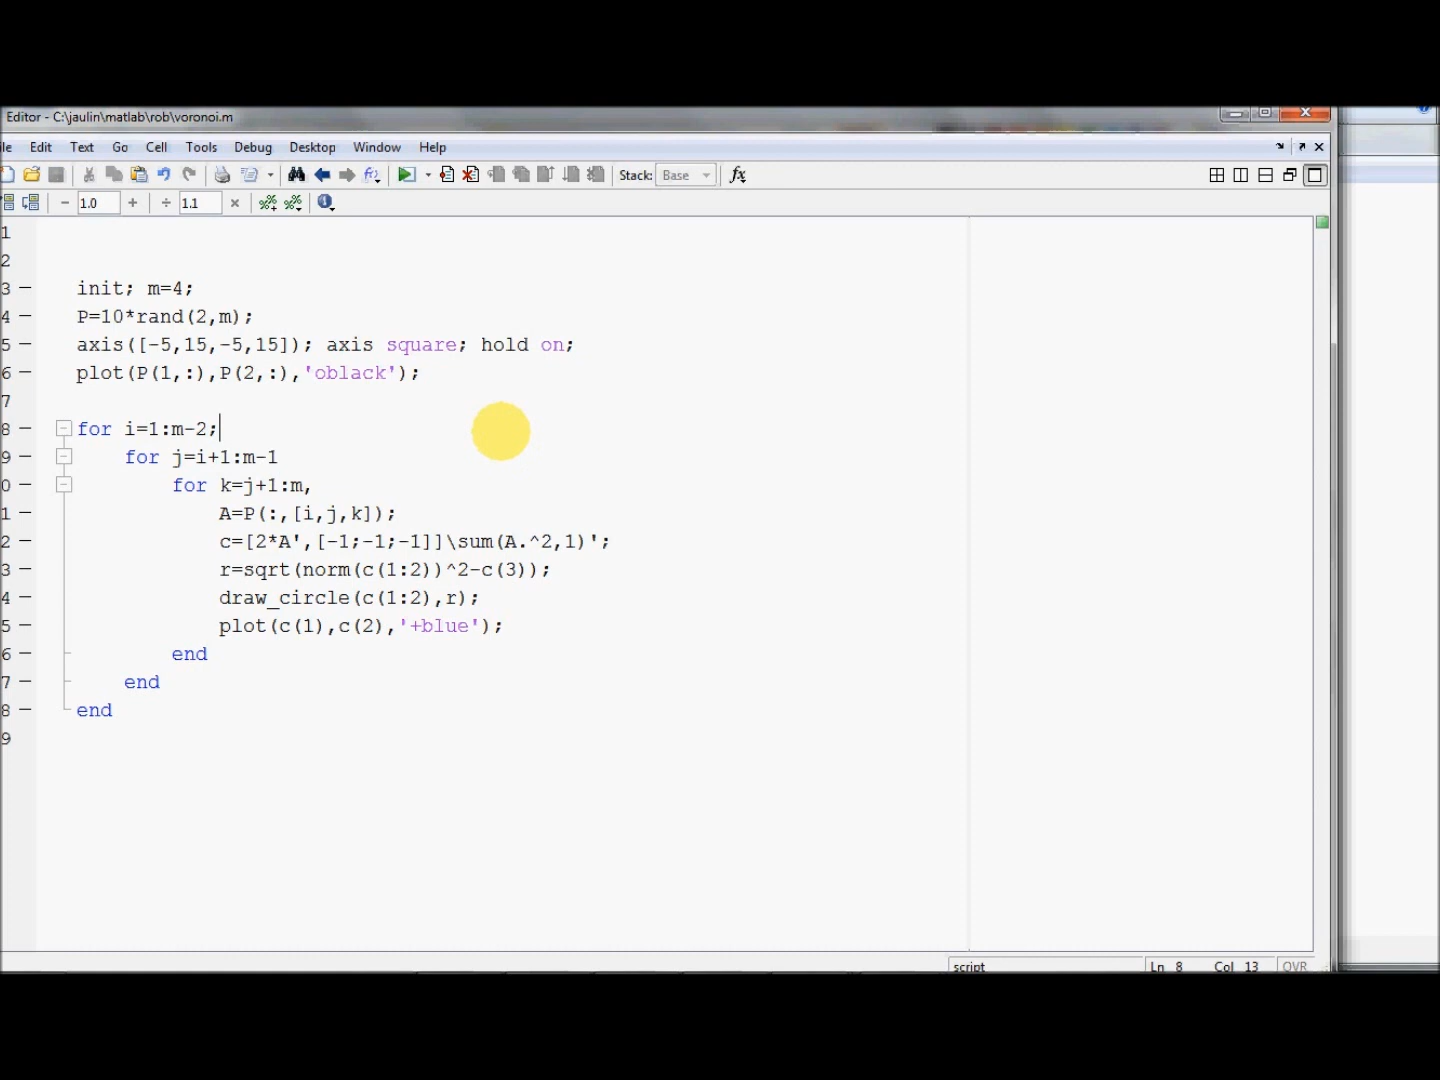 Editor - C:\jaulin\matlab\rob\voronoi.m
le Edit Text Go Cell Tools Debug Desktop Window Help
Stack: Base fx
− 1.0 + ÷ 1.1 ×
1
2
3 − init; m=4;
4 − P=10*rand(2,m);
5 − axis([-5,15,-5,15]); axis square; hold on;
6 − plot(P(1,:),P(2,:),'oblack');
7
8 − for i=1:m-2;
9 − for j=i+1:m-1
0 − for k=j+1:m,
1 − A=P(:,[i,j,k]);
2 − c=[2*A',[-1;-1;-1]]\sum(A.^2,1)';
3 − r=sqrt(norm(c(1:2))^2-c(3));
4 − draw_circle(c(1:2),r);
5 − plot(c(1),c(2),'+blue');
6 − end
7 − end
8 − end
9
script Ln 8 Col 13 OVR